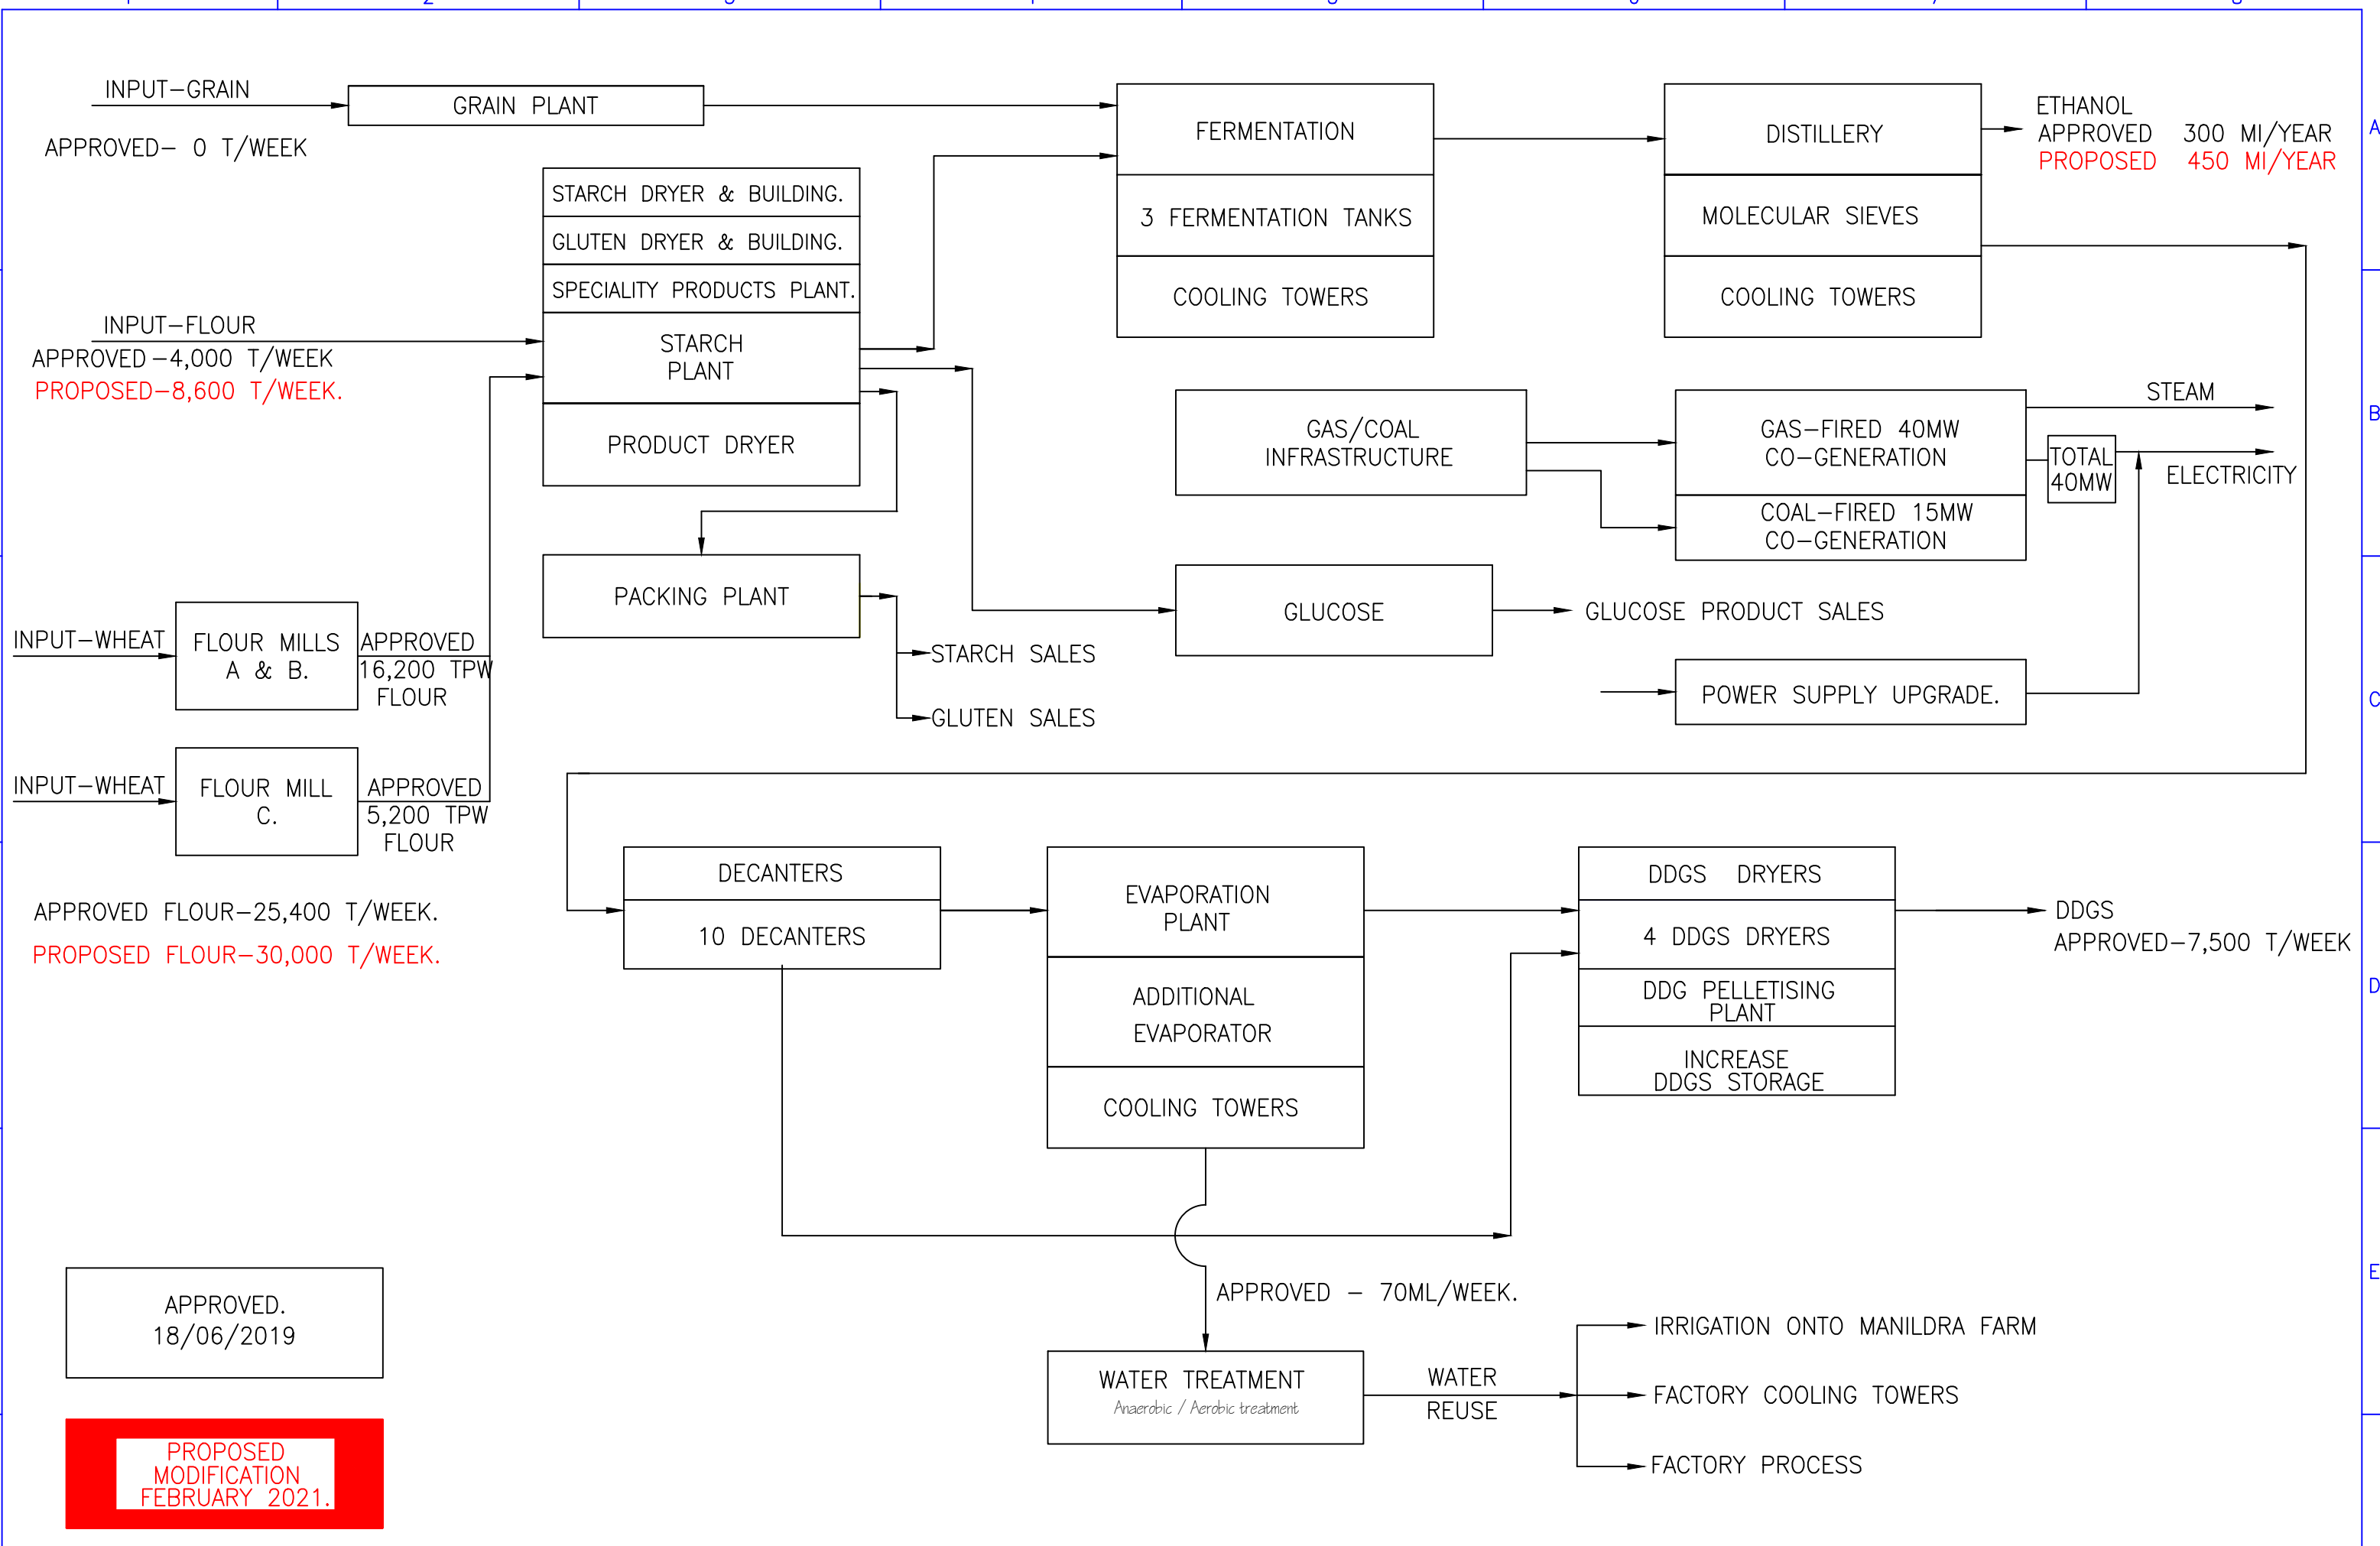 INPUT-GRAIN
GRAIN PLANT
APPROVED- 0 T/WEEK
FERMENTATION
3 FERMENTATION TANKS
COOLING TOWERS
DISTILLERY
MOLECULAR SIEVES
COOLING TOWERS
ETHANOL
APPROVED 300 Ml/YEAR
PROPOSED 450 Ml/YEAR
A
STARCH DRYER & BUILDING.
GLUTEN DRYER & BUILDING.
SPECIALITY PRODUCTS PLANT.
STARCH
PLANT
PRODUCT DRYER
INPUT-FLOUR
APPROVED-4,000 T/WEEK
PROPOSED-8,600 T/WEEK.
GAS/COAL
INFRASTRUCTURE
GAS-FIRED 40MW
CO-GENERATION
COAL-FIRED 15MW
CO-GENERATION
STEAM
TOTAL
40MW
ELECTRICITY
B
PACKING PLANT
STARCH SALES
GLUTEN SALES
GLUCOSE
GLUCOSE PRODUCT SALES
POWER SUPPLY UPGRADE.
C
INPUT-WHEAT
FLOUR MILLS
A & B.
APPROVED
16,200 TPW
FLOUR
INPUT-WHEAT
FLOUR MILL
C.
APPROVED
5,200 TPW
FLOUR
APPROVED FLOUR-25,400 T/WEEK.
PROPOSED FLOUR-30,000 T/WEEK.
DECANTERS
10 DECANTERS
EVAPORATION
PLANT
ADDITIONAL
EVAPORATOR
COOLING TOWERS
DDGS DRYERS
4 DDGS DRYERS
DDG PELLETISING
PLANT
INCREASE
DDGS STORAGE
DDGS
APPROVED-7,500 T/WEEK
D
APPROVED - 70ML/WEEK.
E
WATER TREATMENT
Anaerobic / Aerobic treatment
WATER
REUSE
IRRIGATION ONTO MANILDRA FARM
FACTORY COOLING TOWERS
FACTORY PROCESS
APPROVED.
18/06/2019
PROPOSED
MODIFICATION
FEBRUARY 2021.